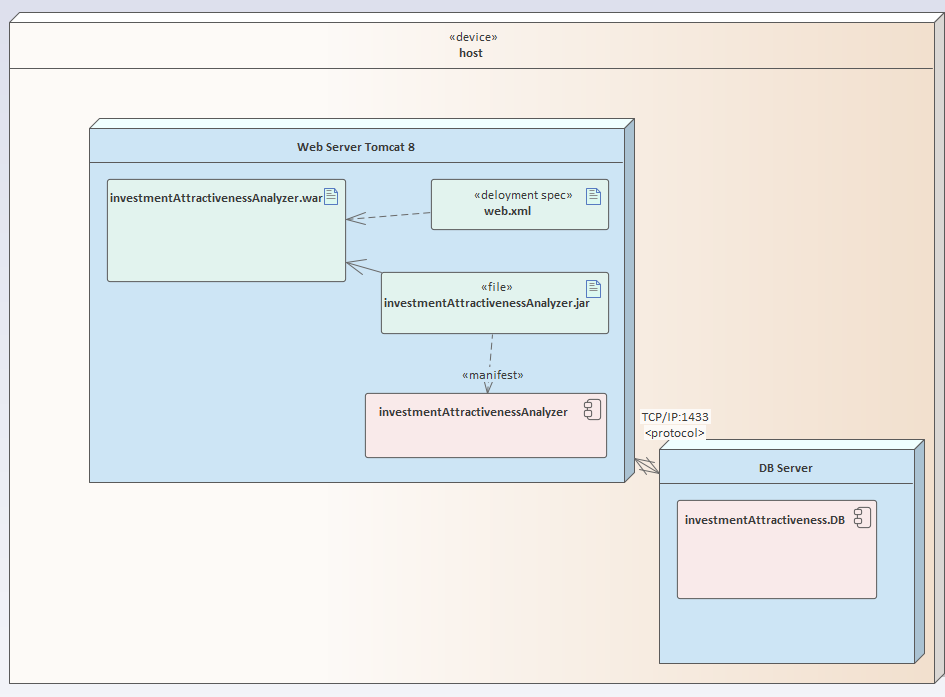 «device»
host
Web Server Tomcat 8
investmentAttractivenessAnalyzer.war
«deloyment spec»
web.xml
«file»
investmentAttractivenessAnalyzer.jar
«manifest»
investmentAttractivenessAnalyzer
TCP/IP:1433
<protocol>
DB Server
investmentAttractiveness.DB